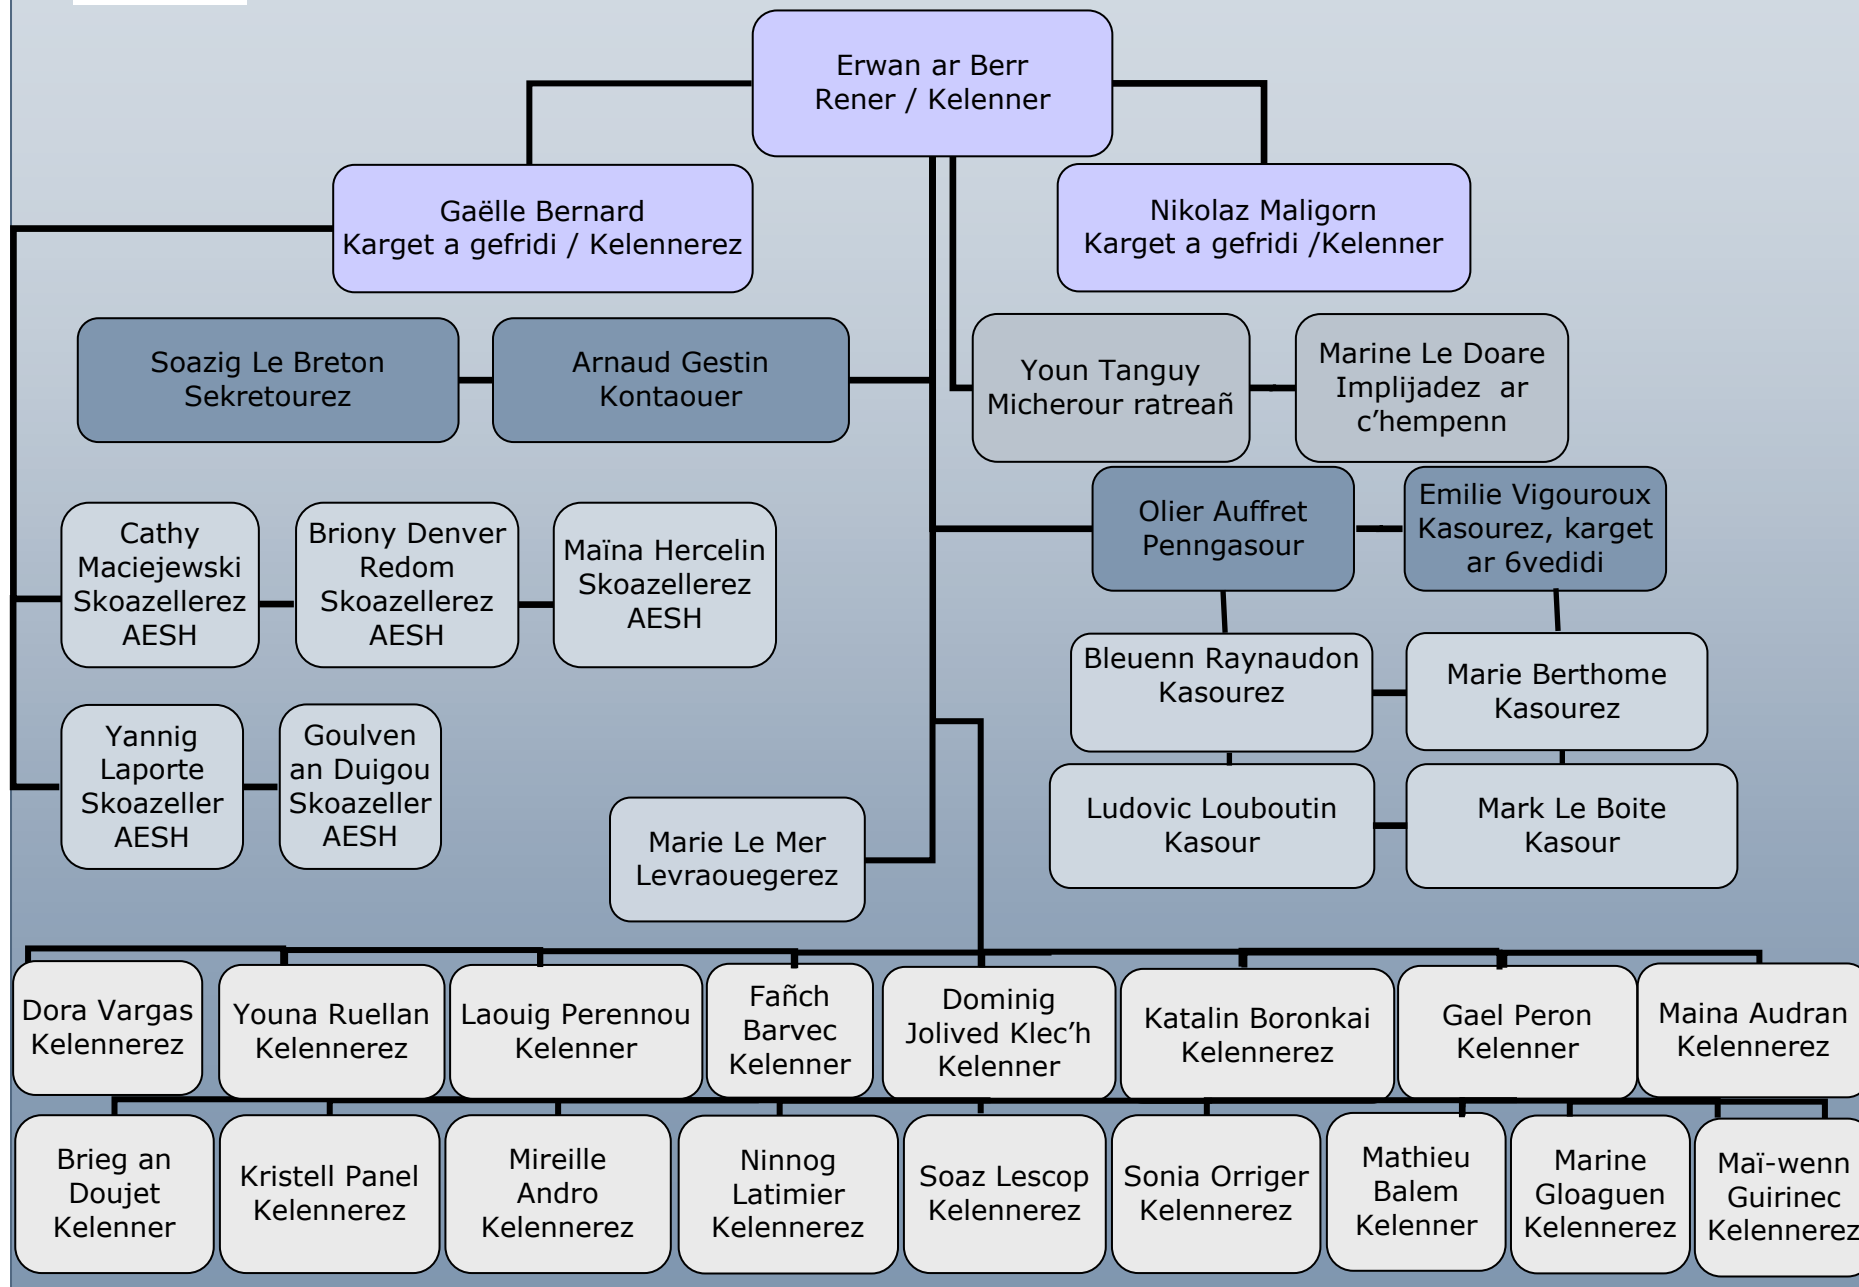 Erwan ar Berr
Rener / Kelenner
Gaëlle Bernard
Karget a gefridi / Kelennerez
Nikolaz Maligorn
Karget a gefridi /Kelenner
Soazig Le Breton
Sekretourez
Arnaud Gestin
Kontaouer
Youn Tanguy
Micherour ratreañ
Marine Le Doare
Implijadez ar
c’hempenn
Olier Auffret
Penngasour
Emilie Vigouroux
Kasourez, karget
ar 6vedidi
Cathy
Maciejewski
Skoazellerez
AESH
Briony Denver
Redom
Skoazellerez
AESH
Maïna Hercelin
Skoazellerez
AESH
Bleuenn Raynaudon
Kasourez
Marie Berthome
Kasourez
Yannig
Laporte
Skoazeller
AESH
Goulven
an Duigou
Skoazeller
AESH
Marie Le Mer
Levraouegerez
Ludovic Louboutin
Kasour
Mark Le Boite
Kasour
Dora Vargas
Kelennerez
Youna Ruellan
Kelennerez
Laouig Perennou
Kelenner
Fañch
Barvec
Kelenner
Dominig
Jolived Klec’h
Kelenner
Katalin Boronkai
Kelennerez
Gael Peron
Kelenner
Maina Audran
Kelennerez
Brieg an
Doujet
Kelenner
Kristell Panel
Kelennerez
Mireille
Andro
Kelennerez
Ninnog
Latimier
Kelennerez
Soaz Lescop
Kelennerez
Sonia Orriger
Kelennerez
Mathieu
Balem
Kelenner
Marine
Gloaguen
Kelennerez
Maï-wenn
Guirinec
Kelennerez